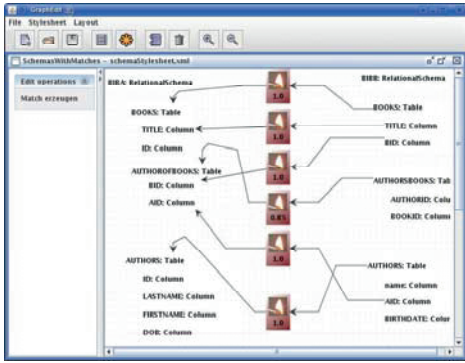 GraphEdit
File Stylesheet Layout
SchemasWithMatches - schemaStylesheet.xml
Edit operations
Match erzeugen
BIBA: RelationalSchema
BIBB: RelationalSchema
1.0
BOOKS: Table
BOOKS: Table
TITLE: Column
TITLE: Column
1.0
ID: Column
BID: Column
AUTHOROFBOOKS: Table
1.0
BID: Column
AUTHORSBOOKS: Tab
AID: Column
AUTHORID: Colu
0.85
BOOKID: Column
1.0
AUTHORS: Table
AUTHORS: Table
ID: Column
name: Column
LASTNAME: Column
AID: Column
FIRSTNAME: Column
BIRTHDATE: Colur
1.0
DOB: Column